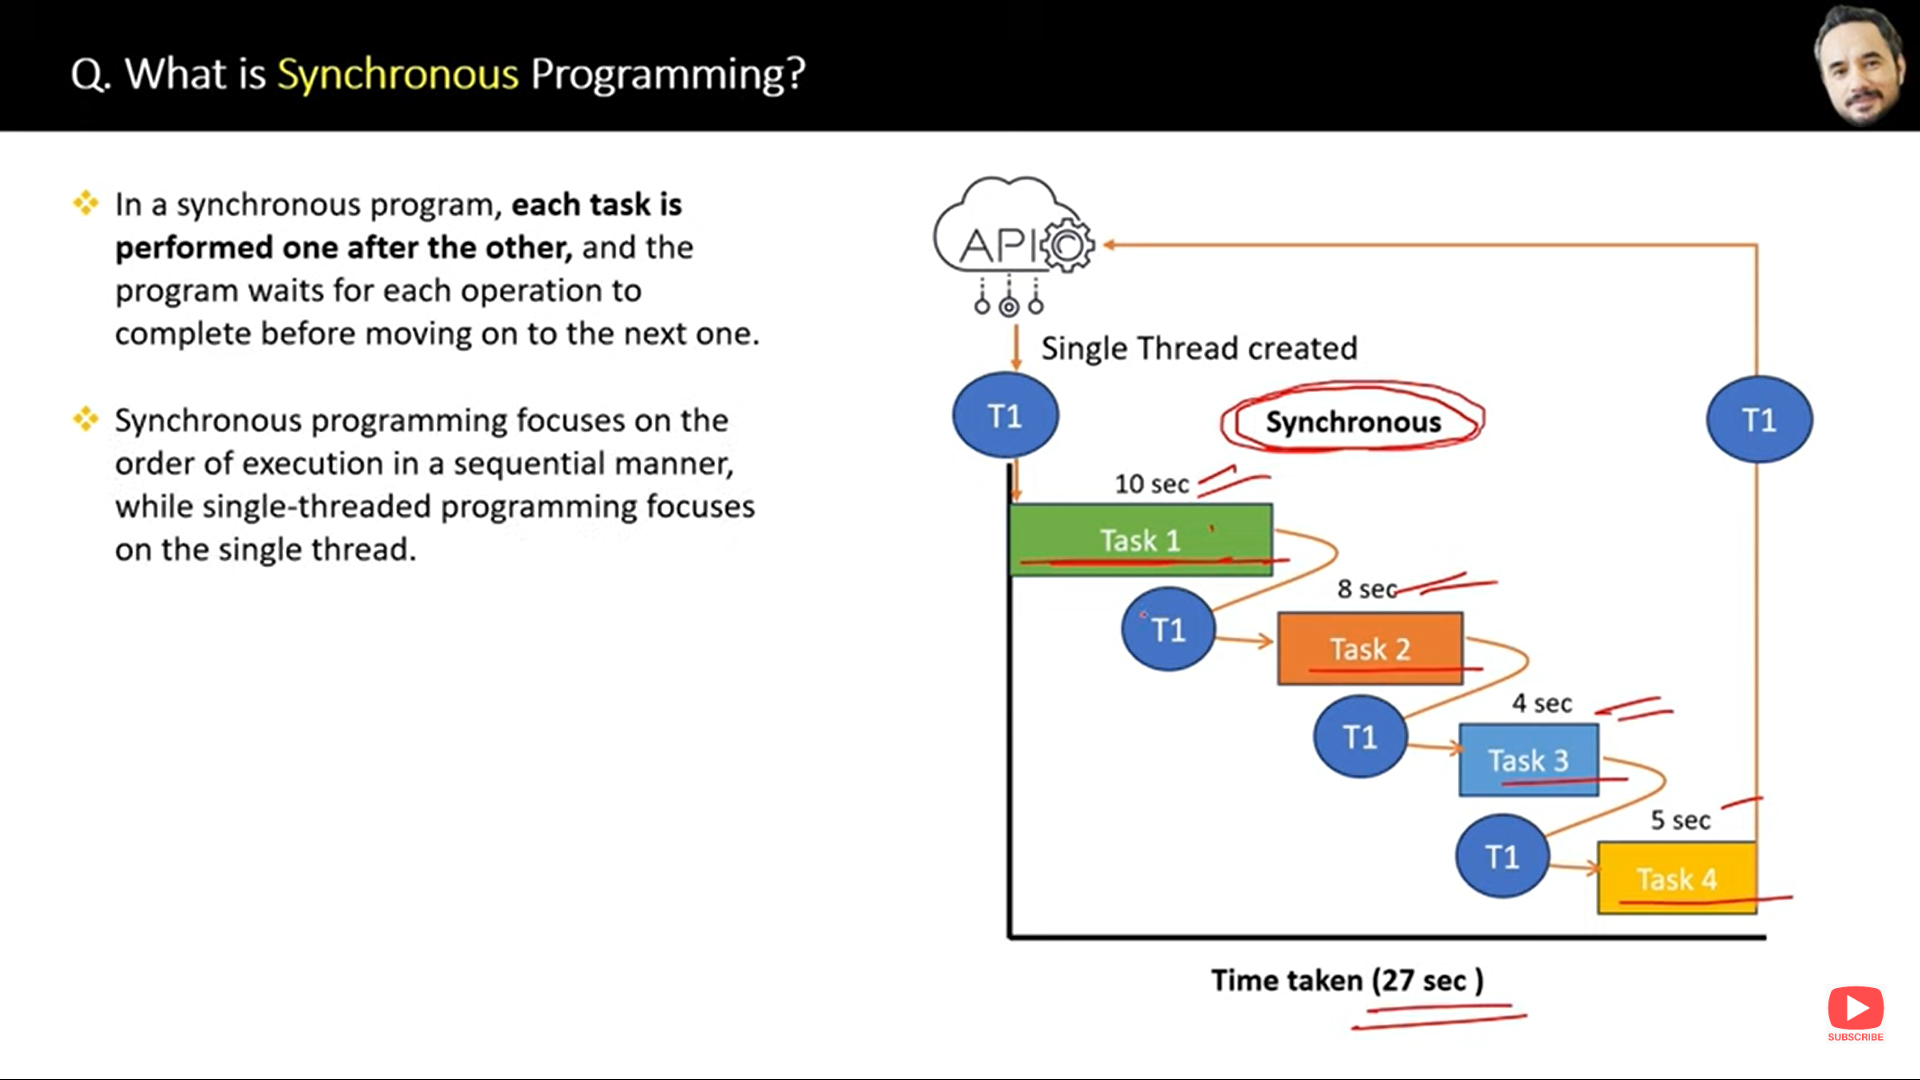 Q. What is Synchronous Programming?
In a synchronous program, each task is
performed one after the other, and the
program waits for each operation to
complete before moving on to the next one.
Synchronous programming focuses on the
order of execution in a sequential manner,
while single-threaded programming focuses
on the single thread.
API
Single Thread created
T1
Synchronous
T1
10 sec
Task 1
8 sec
T1
Task 2
4 sec
T1
Task 3
5 sec
T1
Task 4
Time taken (27 sec )
SUBSCRIBE